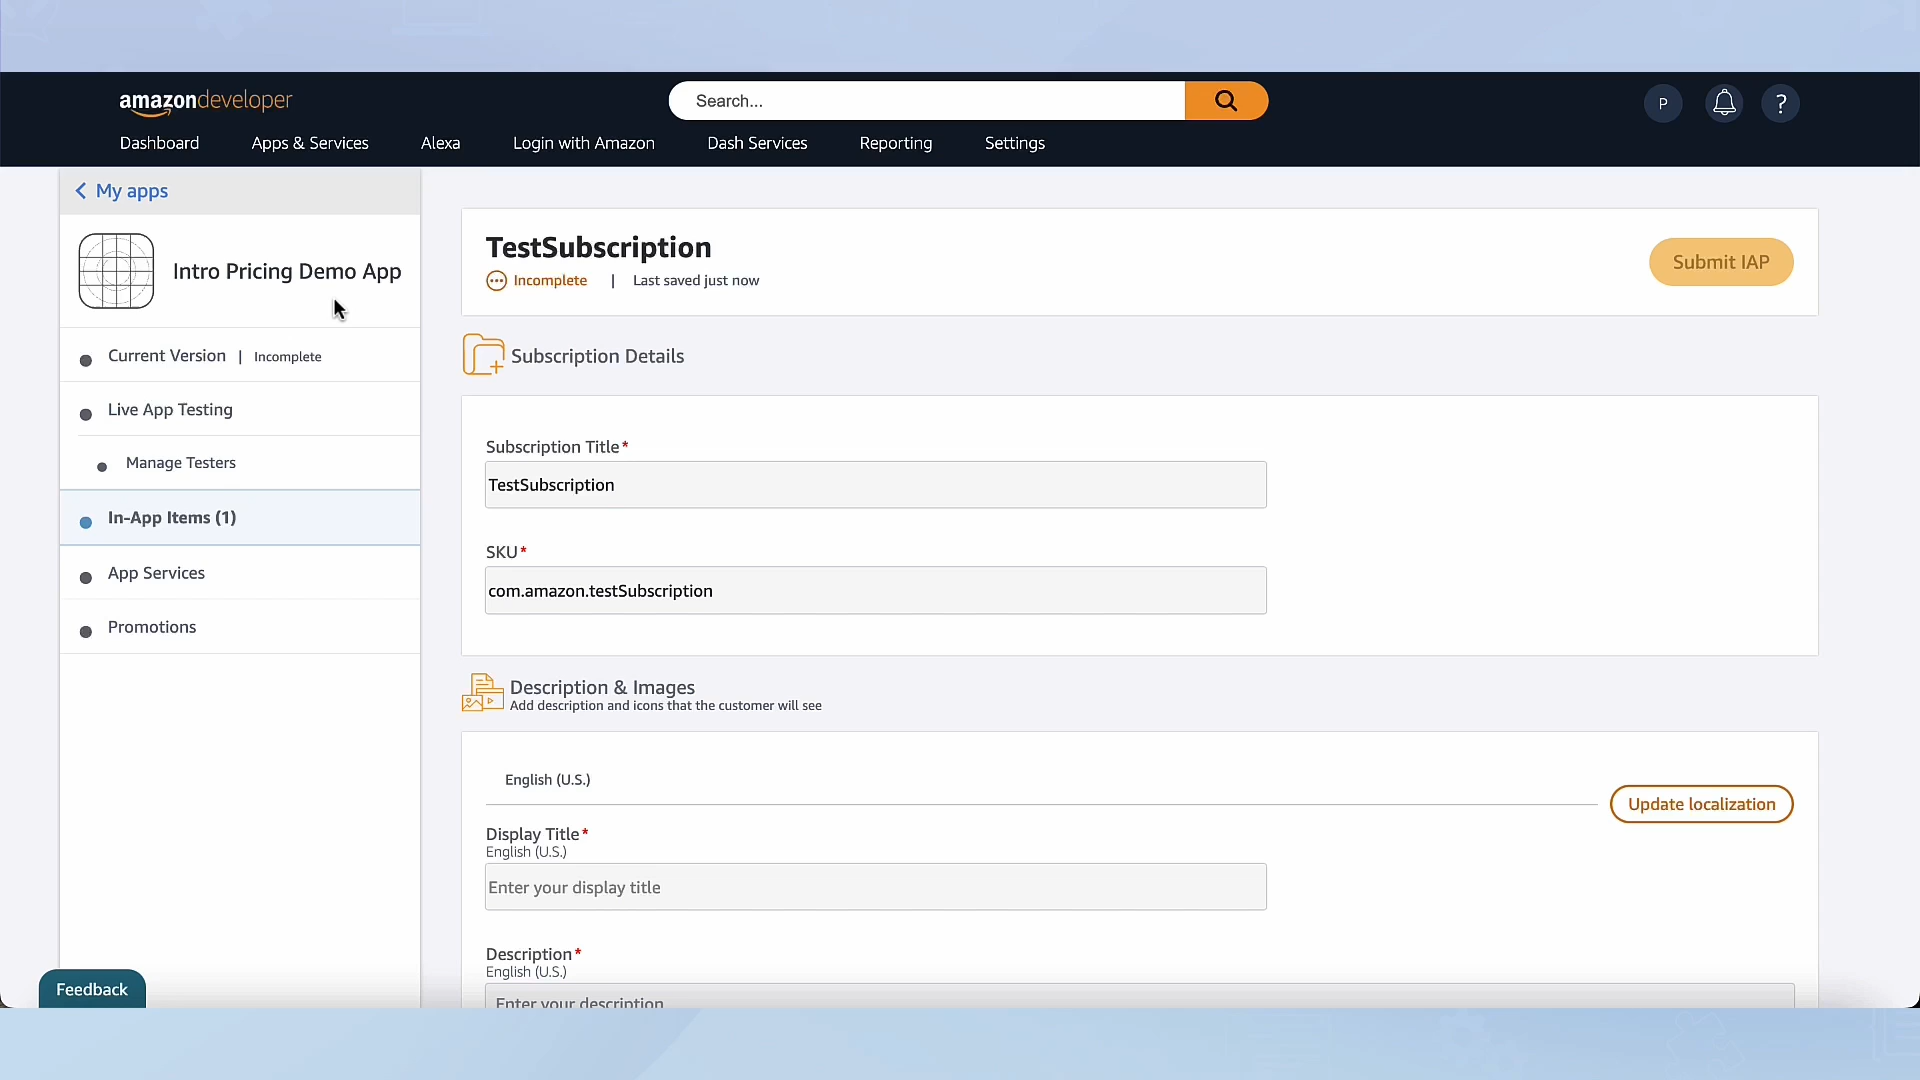 amazondeveloper
Search...
P
?
Dashboard
Apps & Services
Alexa
Login with Amazon
Dash Services
Reporting
Settings
My apps
Intro Pricing Demo App
Current Version | Incomplete
Live App Testing
Manage Testers
In-App Items (1)
App Services
Promotions
Feedback
TestSubscription
Incomplete | Last saved just now
Submit IAP
Subscription Details
Subscription Title*
TestSubscription
SKU*
com.amazon.testSubscription
Description & Images
Add description and icons that the customer will see
English (U.S.)
Update localization
Display Title*
English (U.S.)
Enter your display title
Description*
English (U.S.)
Enter your description